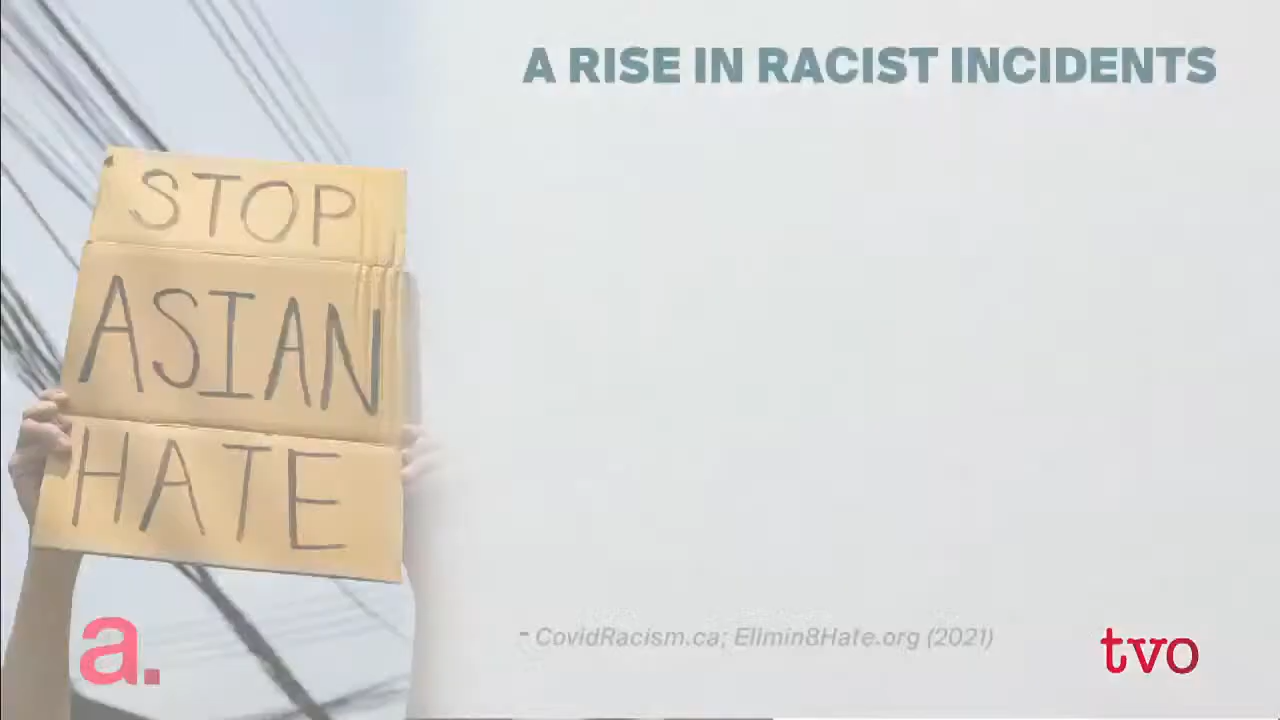 A RISE IN RACIST INCIDENTS
STOP
ASIAN
HATE
- CovidRacism.ca; Elimin8Hate.org (2021)
a.
tvo